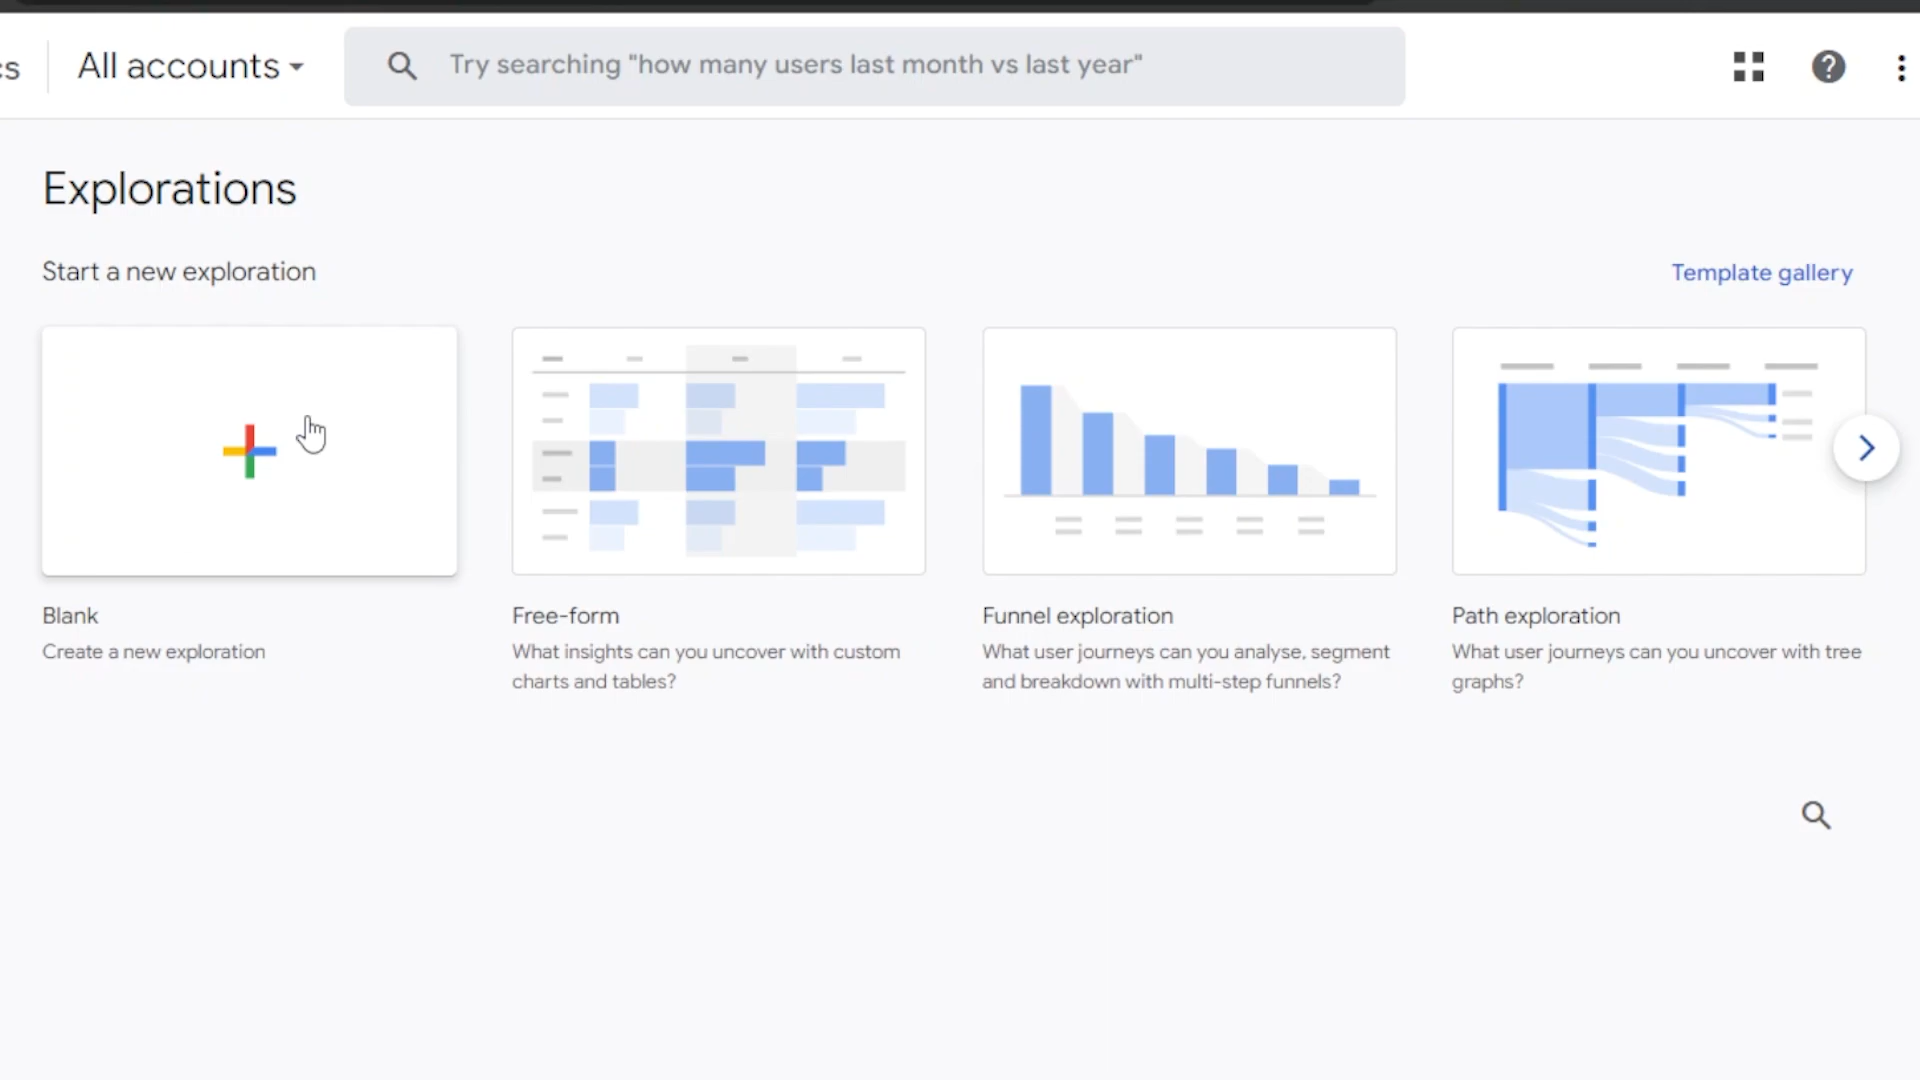 cs
All accounts
Try searching "how many users last month vs last year"
Explorations
Start a new exploration
Template gallery
Blank
Create a new exploration
Free-form
What insights can you uncover with custom
charts and tables?
Funnel exploration
What user journeys can you analyse, segment
and breakdown with multi-step funnels?
Path exploration
What user journeys can you uncover with tree
graphs?